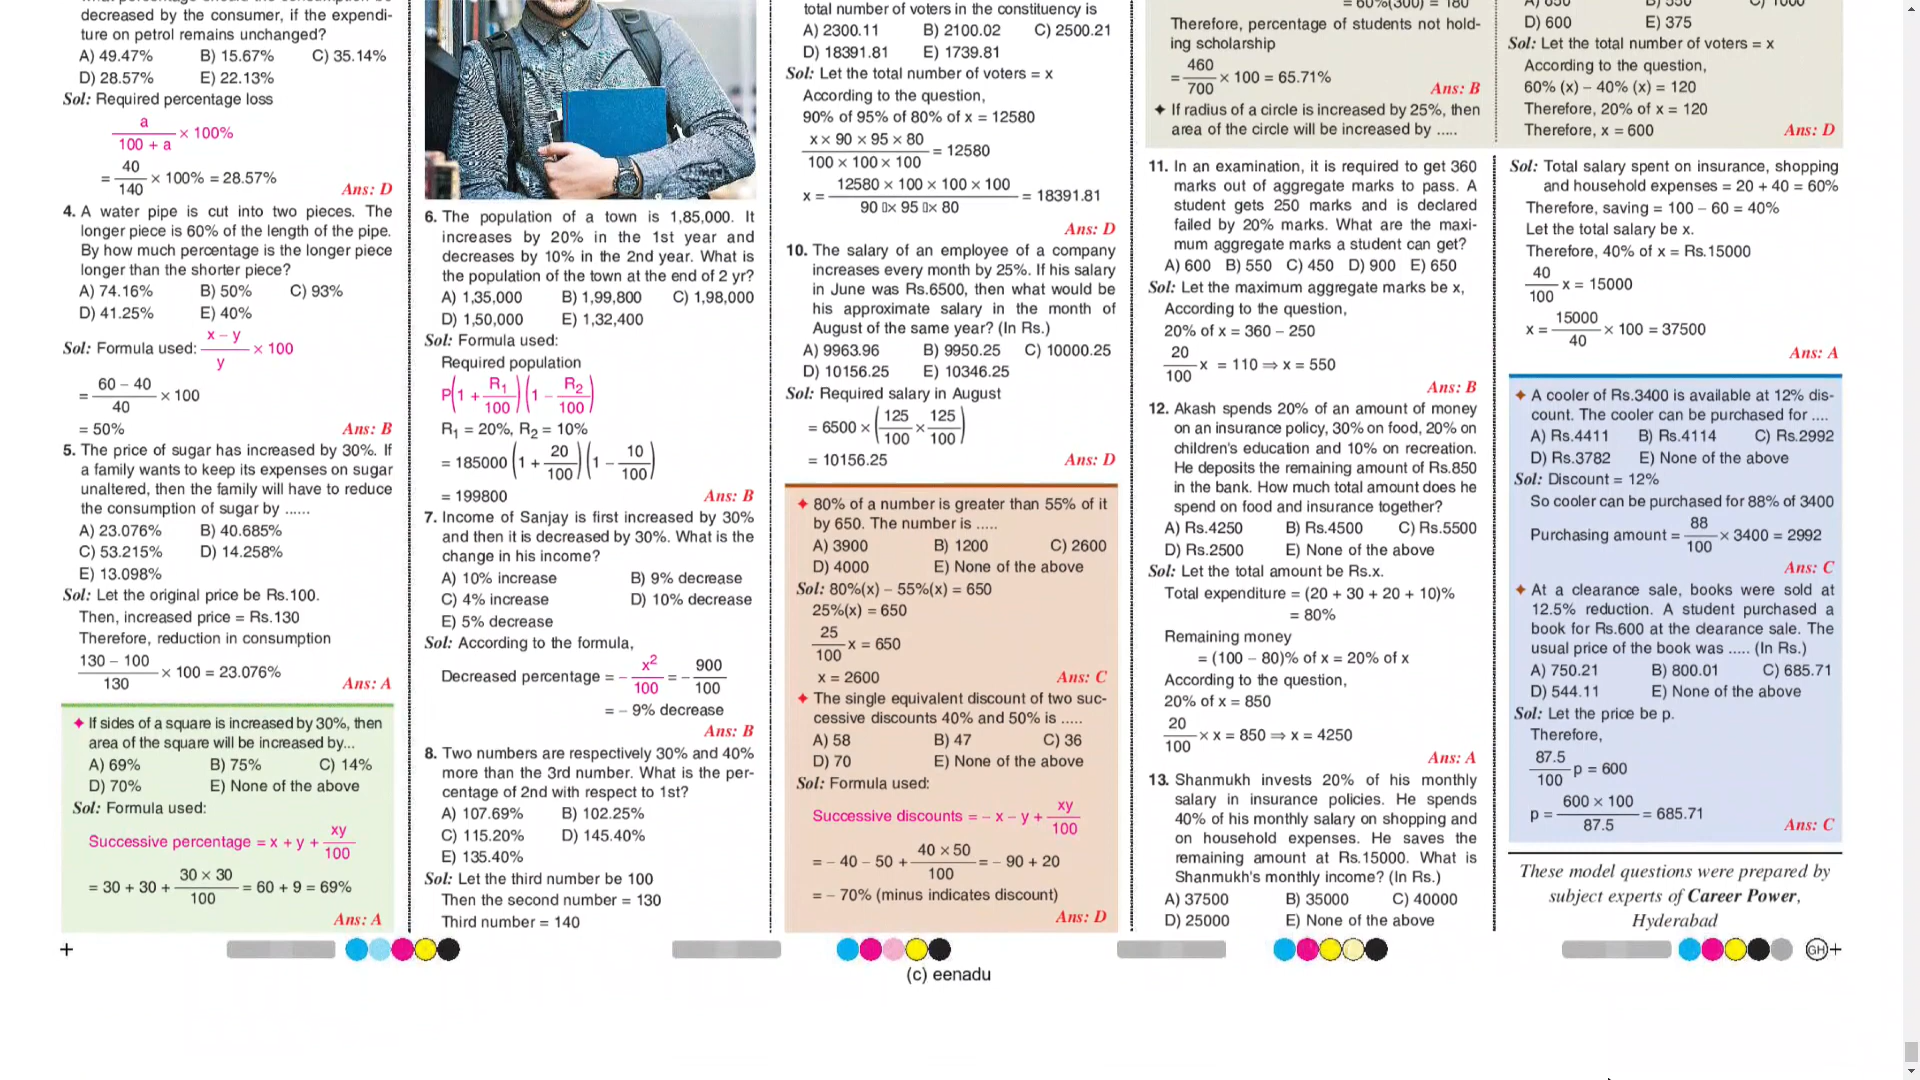 decreased by the consumer, if the expendi-
ture on petrol remains unchanged?
A) 49.47% B) 15.67% C) 35.14%
D) 28.57% E) 22.13%
Sol: Required percentage loss
a
100 + a × 100%
= 40
140 × 100% = 28.57%
Ans: D
4. A water pipe is cut into two pieces. The
longer piece is 60% of the length of the pipe.
By how much percentage is the longer piece
longer than the shorter piece?
A) 74.16% B) 50% C) 93%
D) 41.25% E) 40%
Sol: Formula used: x – y
y × 100
= 60 – 40
40 × 100
= 50% Ans: B
5. The price of sugar has increased by 30%. If
a family wants to keep its expenses on sugar
unaltered, then the family will have to reduce
the consumption of sugar by ......
A) 23.076% B) 40.685%
C) 53.215% D) 14.258%
E) 13.098%
Sol: Let the original price be Rs.100.
Then, increased price = Rs.130
Therefore, reduction in consumption
130 – 100
130 × 100 = 23.076%
Ans: A
✦ If sides of a square is increased by 30%, then
area of the square will be increased by...
A) 69% B) 75% C) 14%
D) 70% E) None of the above
Sol: Formula used:
Successive percentage = x + y + xy
100
= 30 + 30 + 30 × 30
100 = 60 + 9 = 69%
Ans: A
6. The population of a town is 1,85,000. It
increases by 20% in the 1st year and
decreases by 10% in the 2nd year. What is
the population of the town at the end of 2 yr?
A) 1,35,000 B) 1,99,800 C) 1,98,000
D) 1,50,000 E) 1,32,400
Sol: Formula used:
Required population
P(1 + R₁
100)(1 – R₂
100)
R₁ = 20%, R₂ = 10%
= 185000 (1 + 20
100)(1 – 10
100)
= 199800 Ans: B
7. Income of Sanjay is first increased by 30%
and then it is decreased by 30%. What is the
change in his income?
A) 10% increase B) 9% decrease
C) 4% increase D) 10% decrease
E) 5% decrease
Sol: According to the formula,
Decreased percentage = – x²
100 = – 900
100
= – 9% decrease
Ans: B
8. Two numbers are respectively 30% and 40%
more than the 3rd number. What is the per-
centage of 2nd with respect to 1st?
A) 107.69% B) 102.25%
C) 115.20% D) 145.40%
E) 135.40%
Sol: Let the third number be 100
Then the second number = 130
Third number = 140
total number of voters in the constituency is
A) 2300.11 B) 2100.02 C) 2500.21
D) 18391.81 E) 1739.81
Sol: Let the total number of voters = x
According to the question,
90% of 95% of 80% of x = 12580
x × 90 × 95 × 80
100 × 100 × 100 = 12580
x = 12580 × 100 × 100 × 100
90 × 95 × 80 = 18391.81
Ans: D
10. The salary of an employee of a company
increases every month by 25%. If his salary
in June was Rs.6500, then what would be
his approximate salary in the month of
August of the same year? (In Rs.)
A) 9963.96 B) 9950.25 C) 10000.25
D) 10156.25 E) 10346.25
Sol: Required salary in August
= 6500 × (125
100 × 125
100)
= 10156.25 Ans: D
✦ 80% of a number is greater than 55% of it
by 650. The number is .....
A) 3900 B) 1200 C) 2600
D) 4000 E) None of the above
Sol: 80%(x) – 55%(x) = 650
25%(x) = 650
25
100 x = 650
x = 2600 Ans: C
✦ The single equivalent discount of two suc-
cessive discounts 40% and 50% is .....
A) 58 B) 47 C) 36
D) 70 E) None of the above
Sol: Formula used:
Successive discounts = – x – y + xy
100
= – 40 – 50 + 40 × 50
100 = – 90 + 20
= – 70% (minus indicates discount)
Ans: D
= 60%(300) = 180
Therefore, percentage of students not hold-
ing scholarship
= 460
700 × 100 = 65.71%
Ans: B
✦ If radius of a circle is increased by 25%, then
area of the circle will be increased by .....
11. In an examination, it is required to get 360
marks out of aggregate marks to pass. A
student gets 250 marks and is declared
failed by 20% marks. What are the maxi-
mum aggregate marks a student can get?
A) 600 B) 550 C) 450 D) 900 E) 650
Sol: Let the maximum aggregate marks be x,
According to the question,
20% of x = 360 – 250
20
100 x = 110 ⇒ x = 550
Ans: B
12. Akash spends 20% of an amount of money
on an insurance policy, 30% on food, 20% on
children's education and 10% on recreation.
He deposits the remaining amount of Rs.850
in the bank. How much total amount does he
spend on food and insurance together?
A) Rs.4250 B) Rs.4500 C) Rs.5500
D) Rs.2500 E) None of the above
Sol: Let the total amount be Rs.x.
Total expenditure = (20 + 30 + 20 + 10)%
= 80%
Remaining money
= (100 – 80)% of x = 20% of x
According to the question,
20% of x = 850
20
100 × x = 850 ⇒ x = 4250
Ans: A
13. Shanmukh invests 20% of his monthly
salary in insurance policies. He spends
40% of his monthly salary on shopping and
on household expenses. He saves the
remaining amount at Rs.15000. What is
Shanmukh's monthly income? (In Rs.)
A) 37500 B) 35000 C) 40000
D) 25000 E) None of the above
D) 600 E) 375
Sol: Let the total number of voters = x
According to the question,
60% (x) – 40% (x) = 120
Therefore, 20% of x = 120
Therefore, x = 600 Ans: D
Sol: Total salary spent on insurance, shopping
and household expenses = 20 + 40 = 60%
Therefore, saving = 100 – 60 = 40%
Let the total salary be x.
Therefore, 40% of x = Rs.15000
40
100 x = 15000
x = 15000
40 × 100 = 37500
Ans: A
✦ A cooler of Rs.3400 is available at 12% dis-
count. The cooler can be purchased for ....
A) Rs.4411 B) Rs.4114 C) Rs.2992
D) Rs.3782 E) None of the above
Sol: Discount = 12%
So cooler can be purchased for 88% of 3400
Purchasing amount = 88
100 × 3400 = 2992
Ans: C
✦ At a clearance sale, books were sold at
12.5% reduction. A student purchased a
book for Rs.600 at the clearance sale. The
usual price of the book was ..... (In Rs.)
A) 750.21 B) 800.01 C) 685.71
D) 544.11 E) None of the above
Sol: Let the price be p.
Therefore,
87.5
100 p = 600
p = 600 × 100
87.5 = 685.71
Ans: C
These model questions were prepared by
subject experts of Career Power,
Hyderabad
GH
(c) eenadu